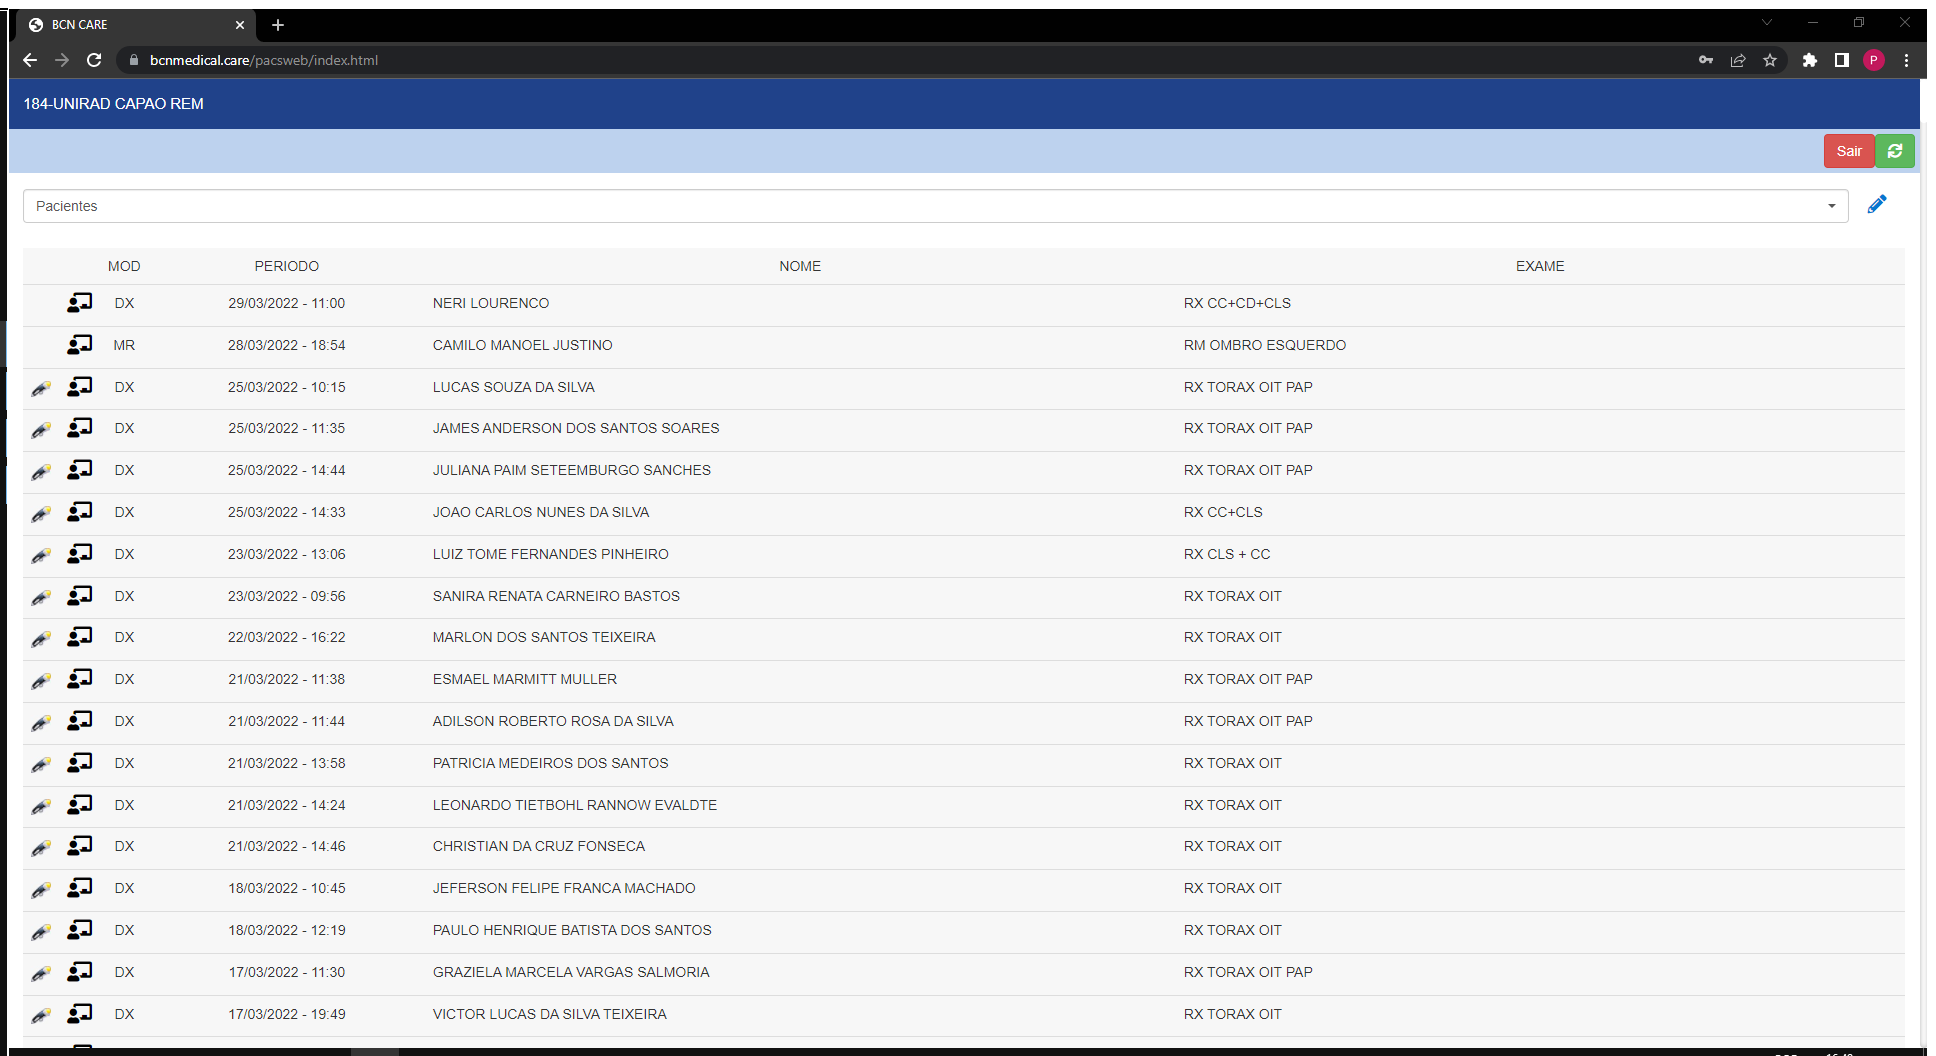 BCN CARE
bcnmedical.care/pacsweb/index.html
P
184-UNIRAD CAPAO REM
Sair
Pacientes
MOD PERIODO NOME EXAME
DX 29/03/2022 - 11:00 NERI LOURENCO RX CC+CD+CLS
MR 28/03/2022 - 18:54 CAMILO MANOEL JUSTINO RM OMBRO ESQUERDO
DX 25/03/2022 - 10:15 LUCAS SOUZA DA SILVA RX TORAX OIT PAP
DX 25/03/2022 - 11:35 JAMES ANDERSON DOS SANTOS SOARES RX TORAX OIT PAP
DX 25/03/2022 - 14:44 JULIANA PAIM SETEEMBURGO SANCHES RX TORAX OIT PAP
DX 25/03/2022 - 14:33 JOAO CARLOS NUNES DA SILVA RX CC+CLS
DX 23/03/2022 - 13:06 LUIZ TOME FERNANDES PINHEIRO RX CLS + CC
DX 23/03/2022 - 09:56 SANIRA RENATA CARNEIRO BASTOS RX TORAX OIT
DX 22/03/2022 - 16:22 MARLON DOS SANTOS TEIXEIRA RX TORAX OIT
DX 21/03/2022 - 11:38 ESMAEL MARMITT MULLER RX TORAX OIT PAP
DX 21/03/2022 - 11:44 ADILSON ROBERTO ROSA DA SILVA RX TORAX OIT PAP
DX 21/03/2022 - 13:58 PATRICIA MEDEIROS DOS SANTOS RX TORAX OIT
DX 21/03/2022 - 14:24 LEONARDO TIETBOHL RANNOW EVALDTE RX TORAX OIT
DX 21/03/2022 - 14:46 CHRISTIAN DA CRUZ FONSECA RX TORAX OIT
DX 18/03/2022 - 10:45 JEFERSON FELIPE FRANCA MACHADO RX TORAX OIT
DX 18/03/2022 - 12:19 PAULO HENRIQUE BATISTA DOS SANTOS RX TORAX OIT
DX 17/03/2022 - 11:30 GRAZIELA MARCELA VARGAS SALMORIA RX TORAX OIT PAP
DX 17/03/2022 - 19:49 VICTOR LUCAS DA SILVA TEIXEIRA RX TORAX OIT